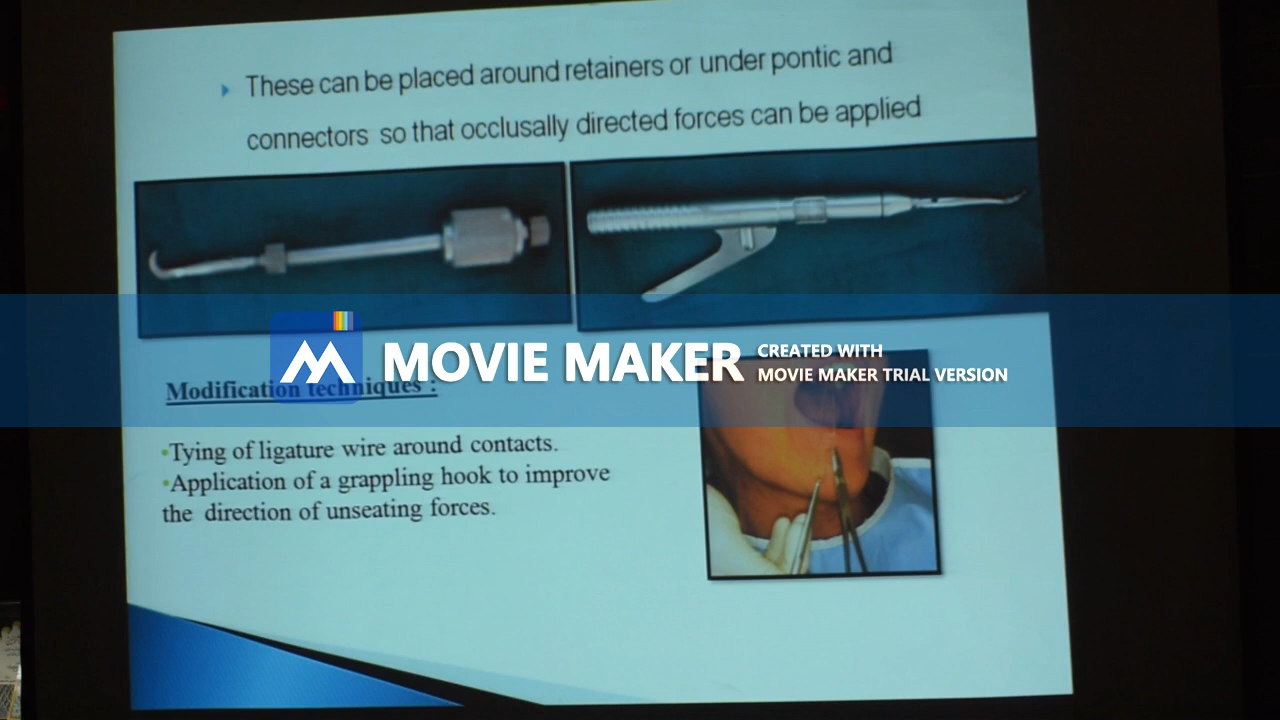 These can be placed around retainers or under pontic and
connectors so that occlusally directed forces can be applied
MOVIE MAKER
CREATED WITH
MOVIE MAKER TRIAL VERSION
Modification techniques :
•Tying of ligature wire around contacts.
•Application of a grappling hook to improve
the direction of unseating forces.